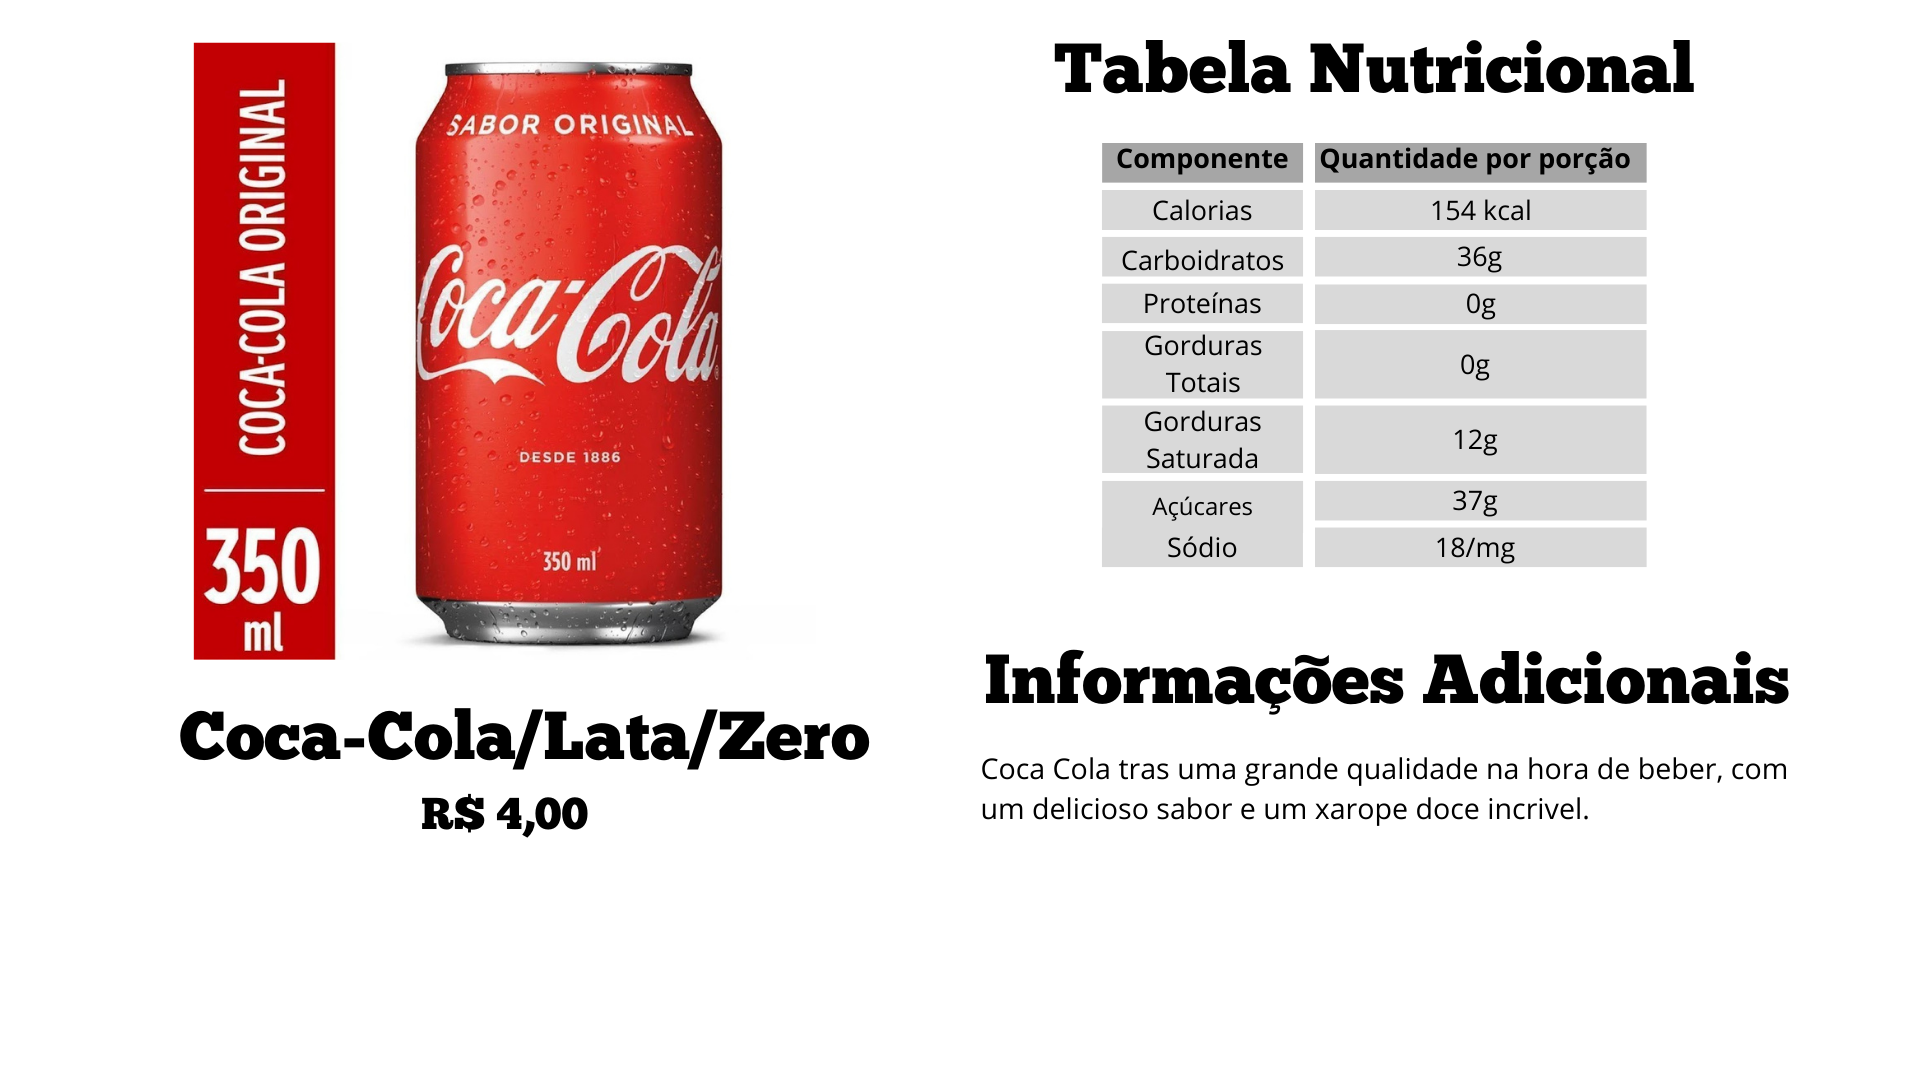 COCA-COLA ORIGINAL
350
ml
SABOR ORIGINAL
Coca-Cola
DESDE 1886
350 ml
Coca-Cola/Lata/Zero
R$ 4,00
Tabela Nutricional
Componente Quantidade por porção
Calorias 154 kcal
Carboidratos 36g
Proteínas 0g
Gorduras
Totais 0g
Gorduras
Saturada 12g
Açúcares 37g
Sódio 18/mg
Informações Adicionais
Coca Cola tras uma grande qualidade na hora de beber, com
um delicioso sabor e um xarope doce incrivel.